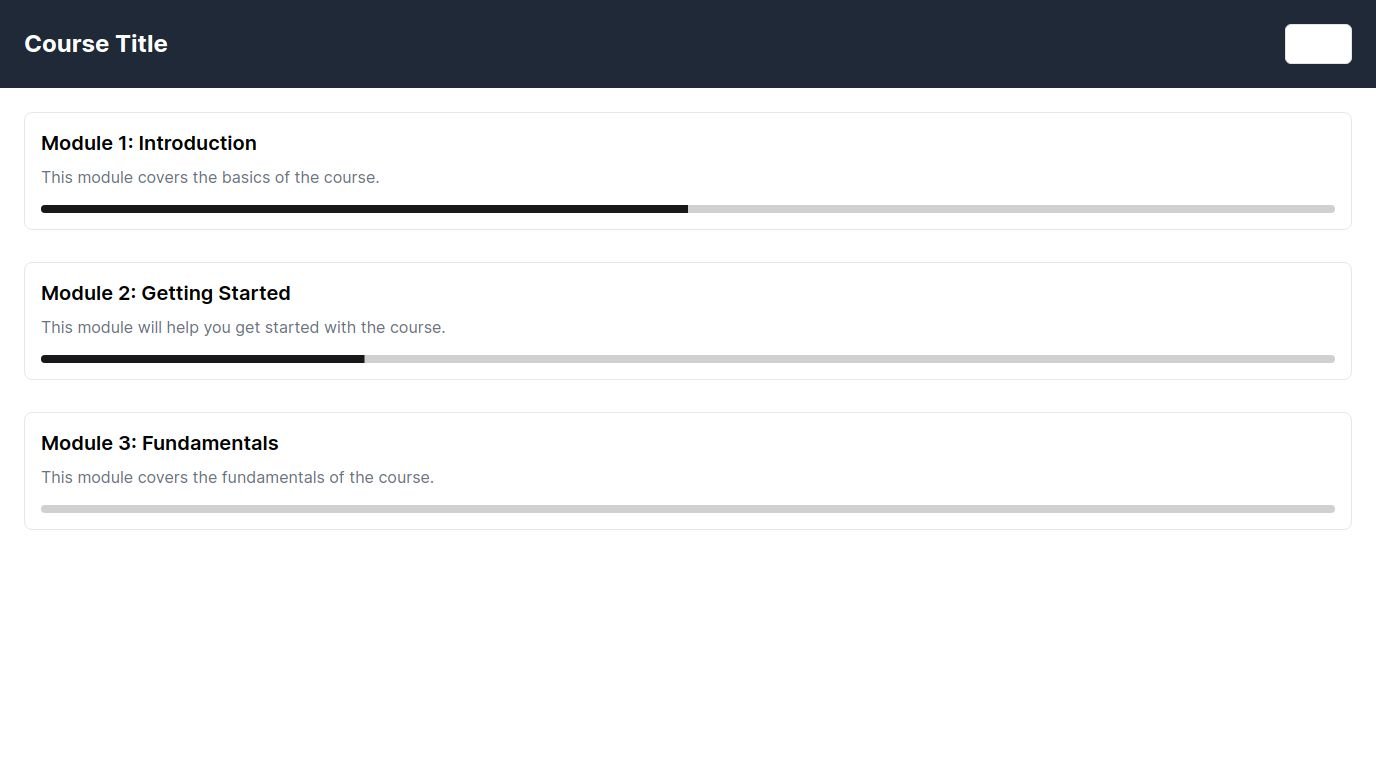 Course Title
Module 1: Introduction
This module covers the basics of the course.
Module 2: Getting Started
This module will help you get started with the course.
Module 3: Fundamentals
This module covers the fundamentals of the course.